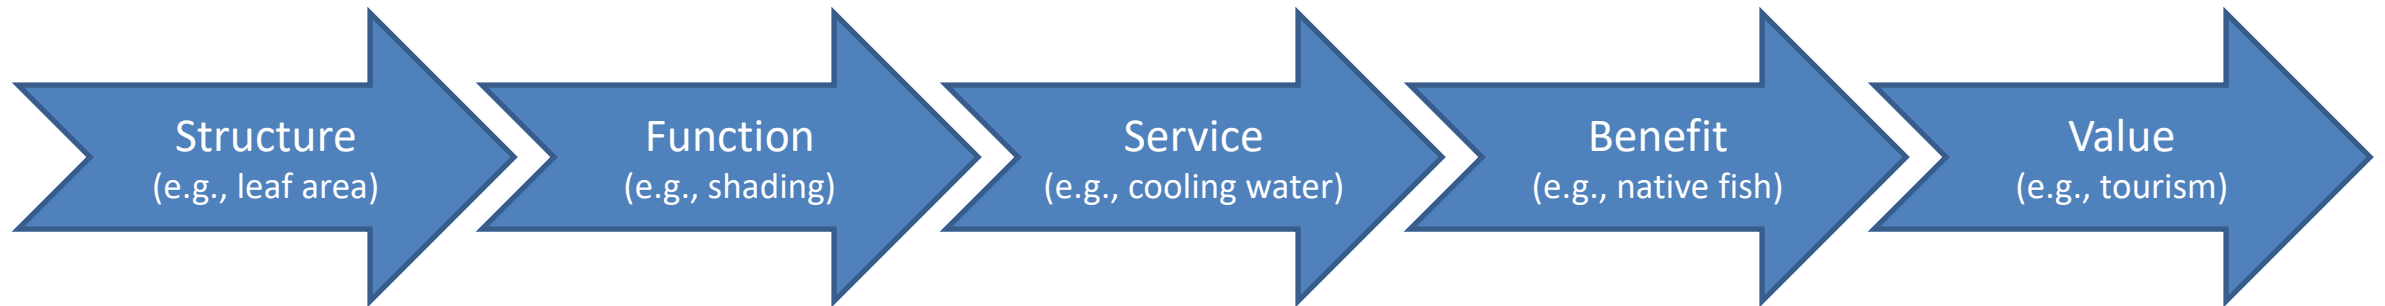 Structure
(e.g., leaf area)
Function
(e.g., shading)
Service
(e.g., cooling water)
Benefit
(e.g., native fish)
Value
(e.g., tourism)